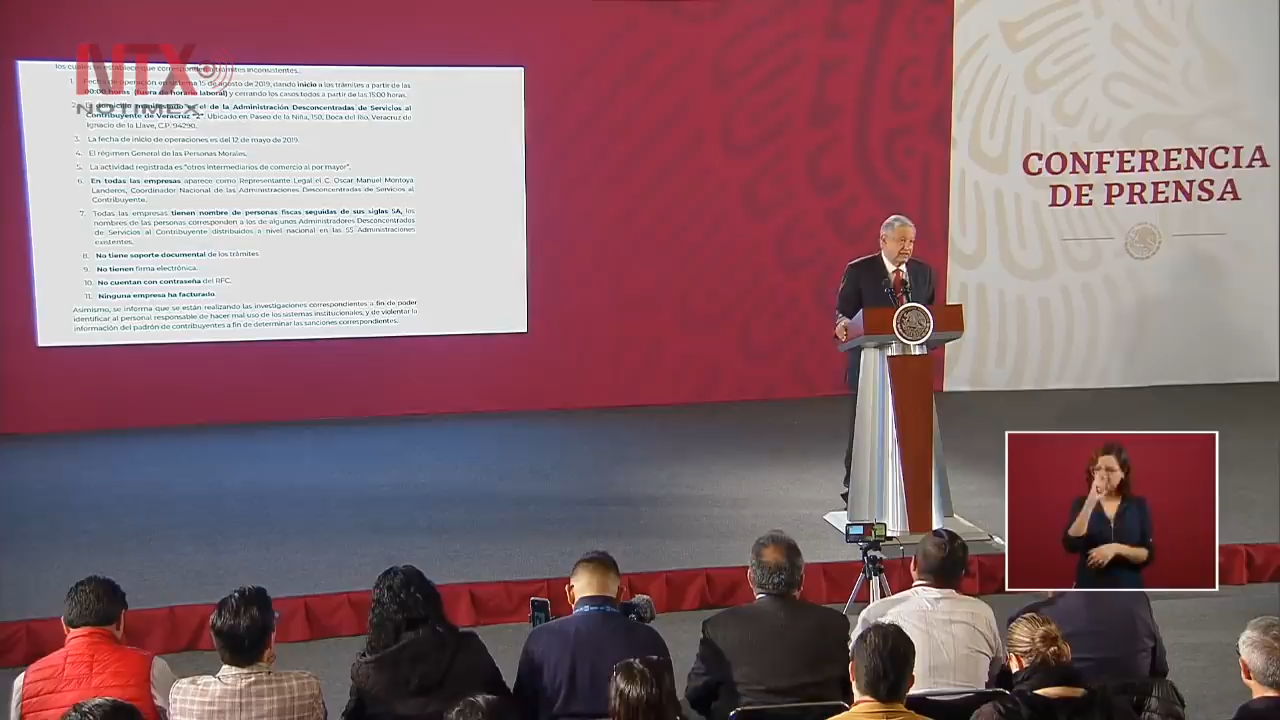 NTX
NOTIMEX
los cuales se establece que corresponden a trámites inconsistentes.
1. Fecha de operación en sistema 15 de agosto de 2019, dando inicio a los trámites a partir de las
00:00 horas (fuera de horario laboral) y cerrando los casos todos a partir de las 15:00 horas.
2. domicilio manifestado es el de la Administración Desconcentradas de Servicios al
Contribuyente de Veracruz "2". Ubicado en Paseo de la Niña, 150, Boca del Río, Veracruz de
Ignacio de la Llave, C.P. 94290.
3. La fecha de inicio de operaciones es del 12 de mayo de 2019.
4. El régimen General de las Personas Morales.
5. La actividad registrada es "otros intermediarios de comercio al por mayor".
6. En todas las empresas aparece como Representante Legal el C. Oscar Manuel Montoya
Landeros, Coordinador Nacional de las Administraciones Desconcentradas de Servicios al
Contribuyente.
7. Todas las empresas tienen nombre de personas fiscas seguidas de sus siglas SA, los
nombres de las personas corresponden a los de algunos Administradores Desconcentrados
de Servicios al Contribuyente distribuidos a nivel nacional en las 55 Administraciones
existentes.
8. No tiene soporte documental de los trámites
9. No tienen firma electrónica.
10. No cuentan con contraseña del RFC.
11. Ninguna empresa ha facturado.
Asimismo, se informa que se están realizando las investigaciones correspondientes a fin de poder
identificar al personal responsable de hacer mal uso de los sistemas institucionales, y de violentar la
información del padrón de contribuyentes a fin de determinar las sanciones correspondientes.
CONFERENCIA
DE PRENSA